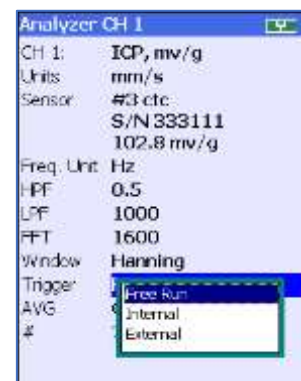 Analyzer CH 1
CH 1: ICP, mv/g
Units mm/s
Sensor #3 ctc
S/N 333111
102.8 mv/g
Freq. Unit Hz
HPF 0.5
LPF 1000
FFT 1600
Window Hanning
Trigger
Free Run
Internal
External
AVG
#